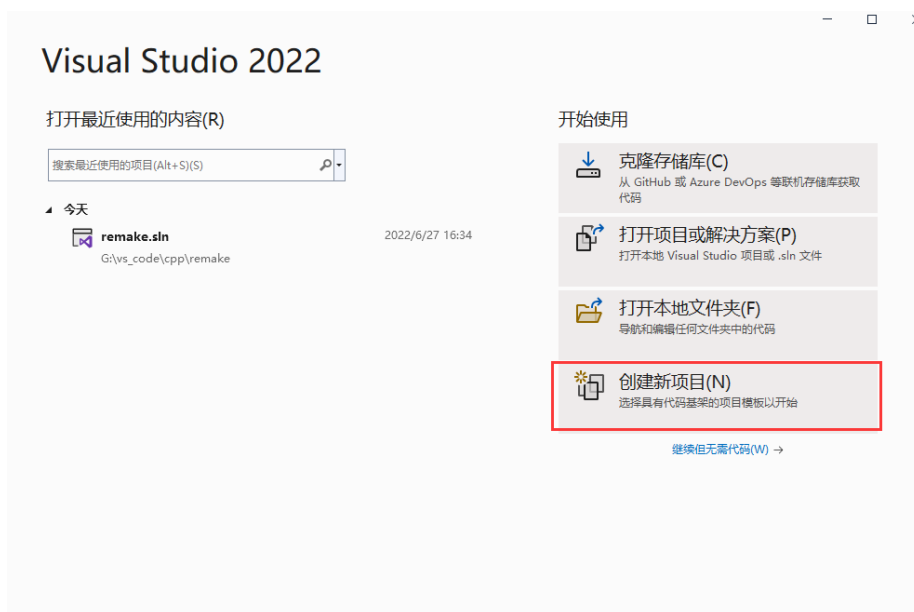 Visual Studio 2022
打开最近使用的内容(R)
搜索最近使用的项目(Alt+S)(S)
今天
remake.sln
2022/6/27 16:34
G:\vs_code\cpp\remake
开始使用
克隆存储库(C)
从 GitHub 或 Azure DevOps 等联机存储库获取
代码
打开项目或解决方案(P)
打开本地 Visual Studio 项目或 .sln 文件
打开本地文件夹(F)
导航和编辑任何文件夹中的代码
创建新项目(N)
选择具有代码基架的项目模板以开始
继续但无需代码(W) →